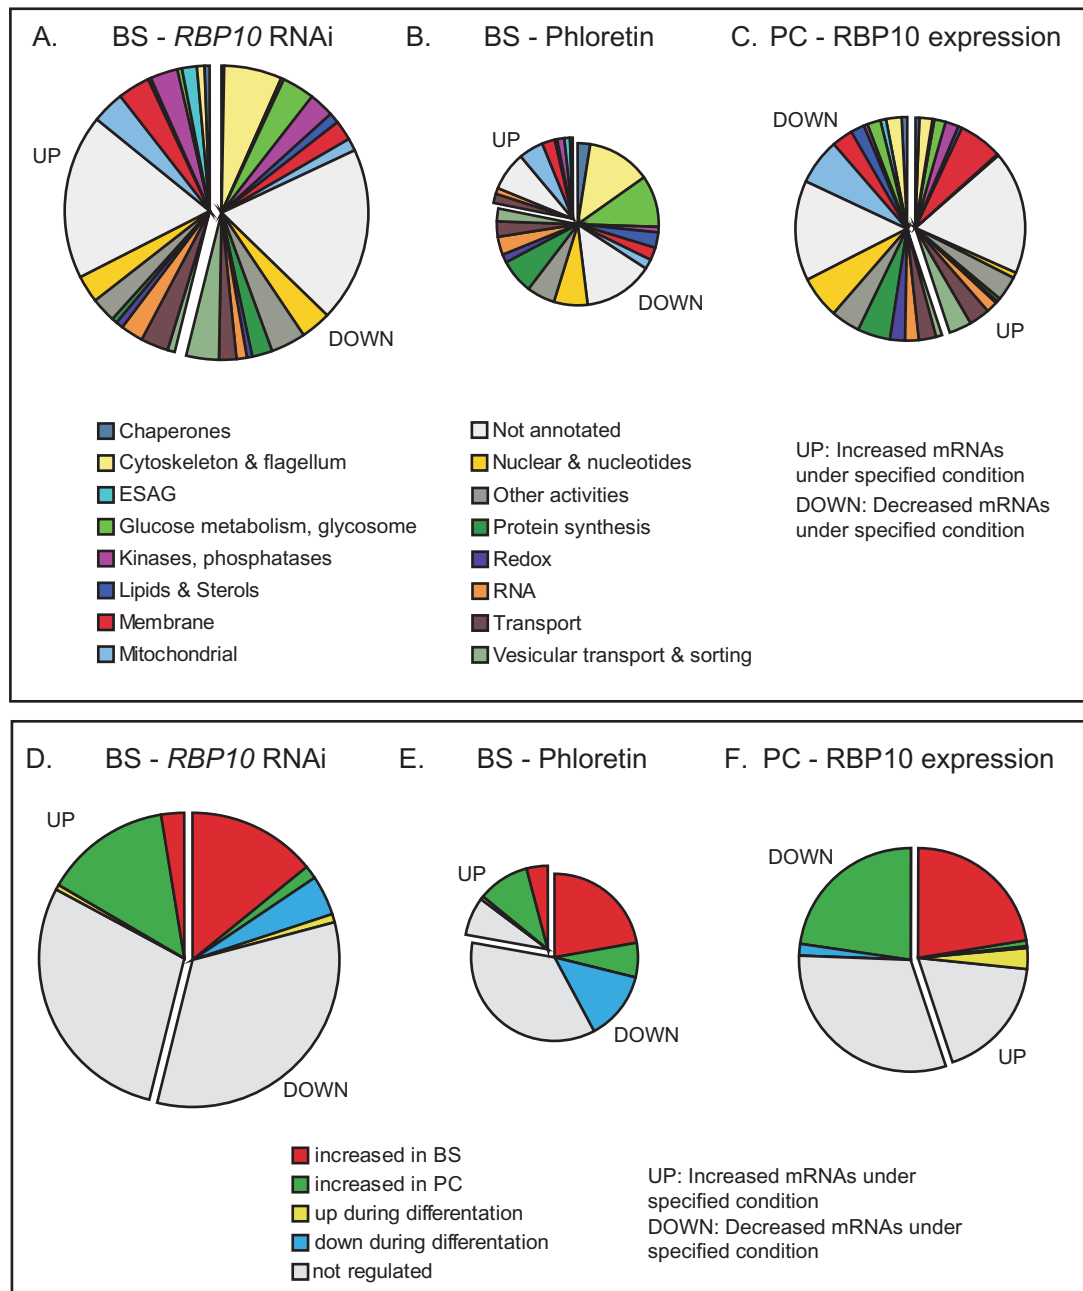 A. BS - RBP10 RNAi
B. BS - Phloretin
C. PC - RBP10 expression
UP
DOWN
UP
DOWN
DOWN
UP
Chaperones
Cytoskeleton & flagellum
ESAG
Glucose metabolism, glycosome
Kinases, phosphatases
Lipids & Sterols
Membrane
Mitochondrial
Not annotated
Nuclear & nucleotides
Other activities
Protein synthesis
Redox
RNA
Transport
Vesicular transport & sorting
UP: Increased mRNAs
under specified condition
DOWN: Decreased mRNAs
under specified condition
D. BS - RBP10 RNAi
E. BS - Phloretin
F. PC - RBP10 expression
UP
DOWN
UP
DOWN
DOWN
UP
increased in BS
increased in PC
up during differentation
down during differentation
not regulated
UP: Increased mRNAs under
specified condition
DOWN: Decreased mRNAs under
specified condition